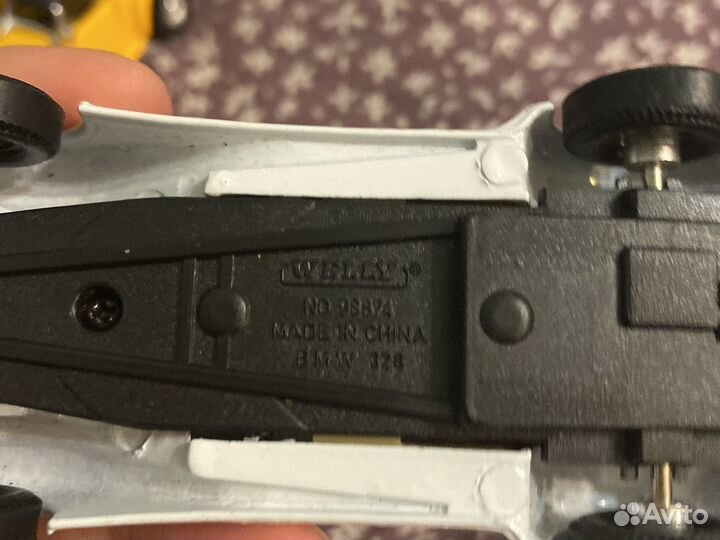 WELLY ®
NO. 98874
MADE IN CHINA
BMW 328
Avito